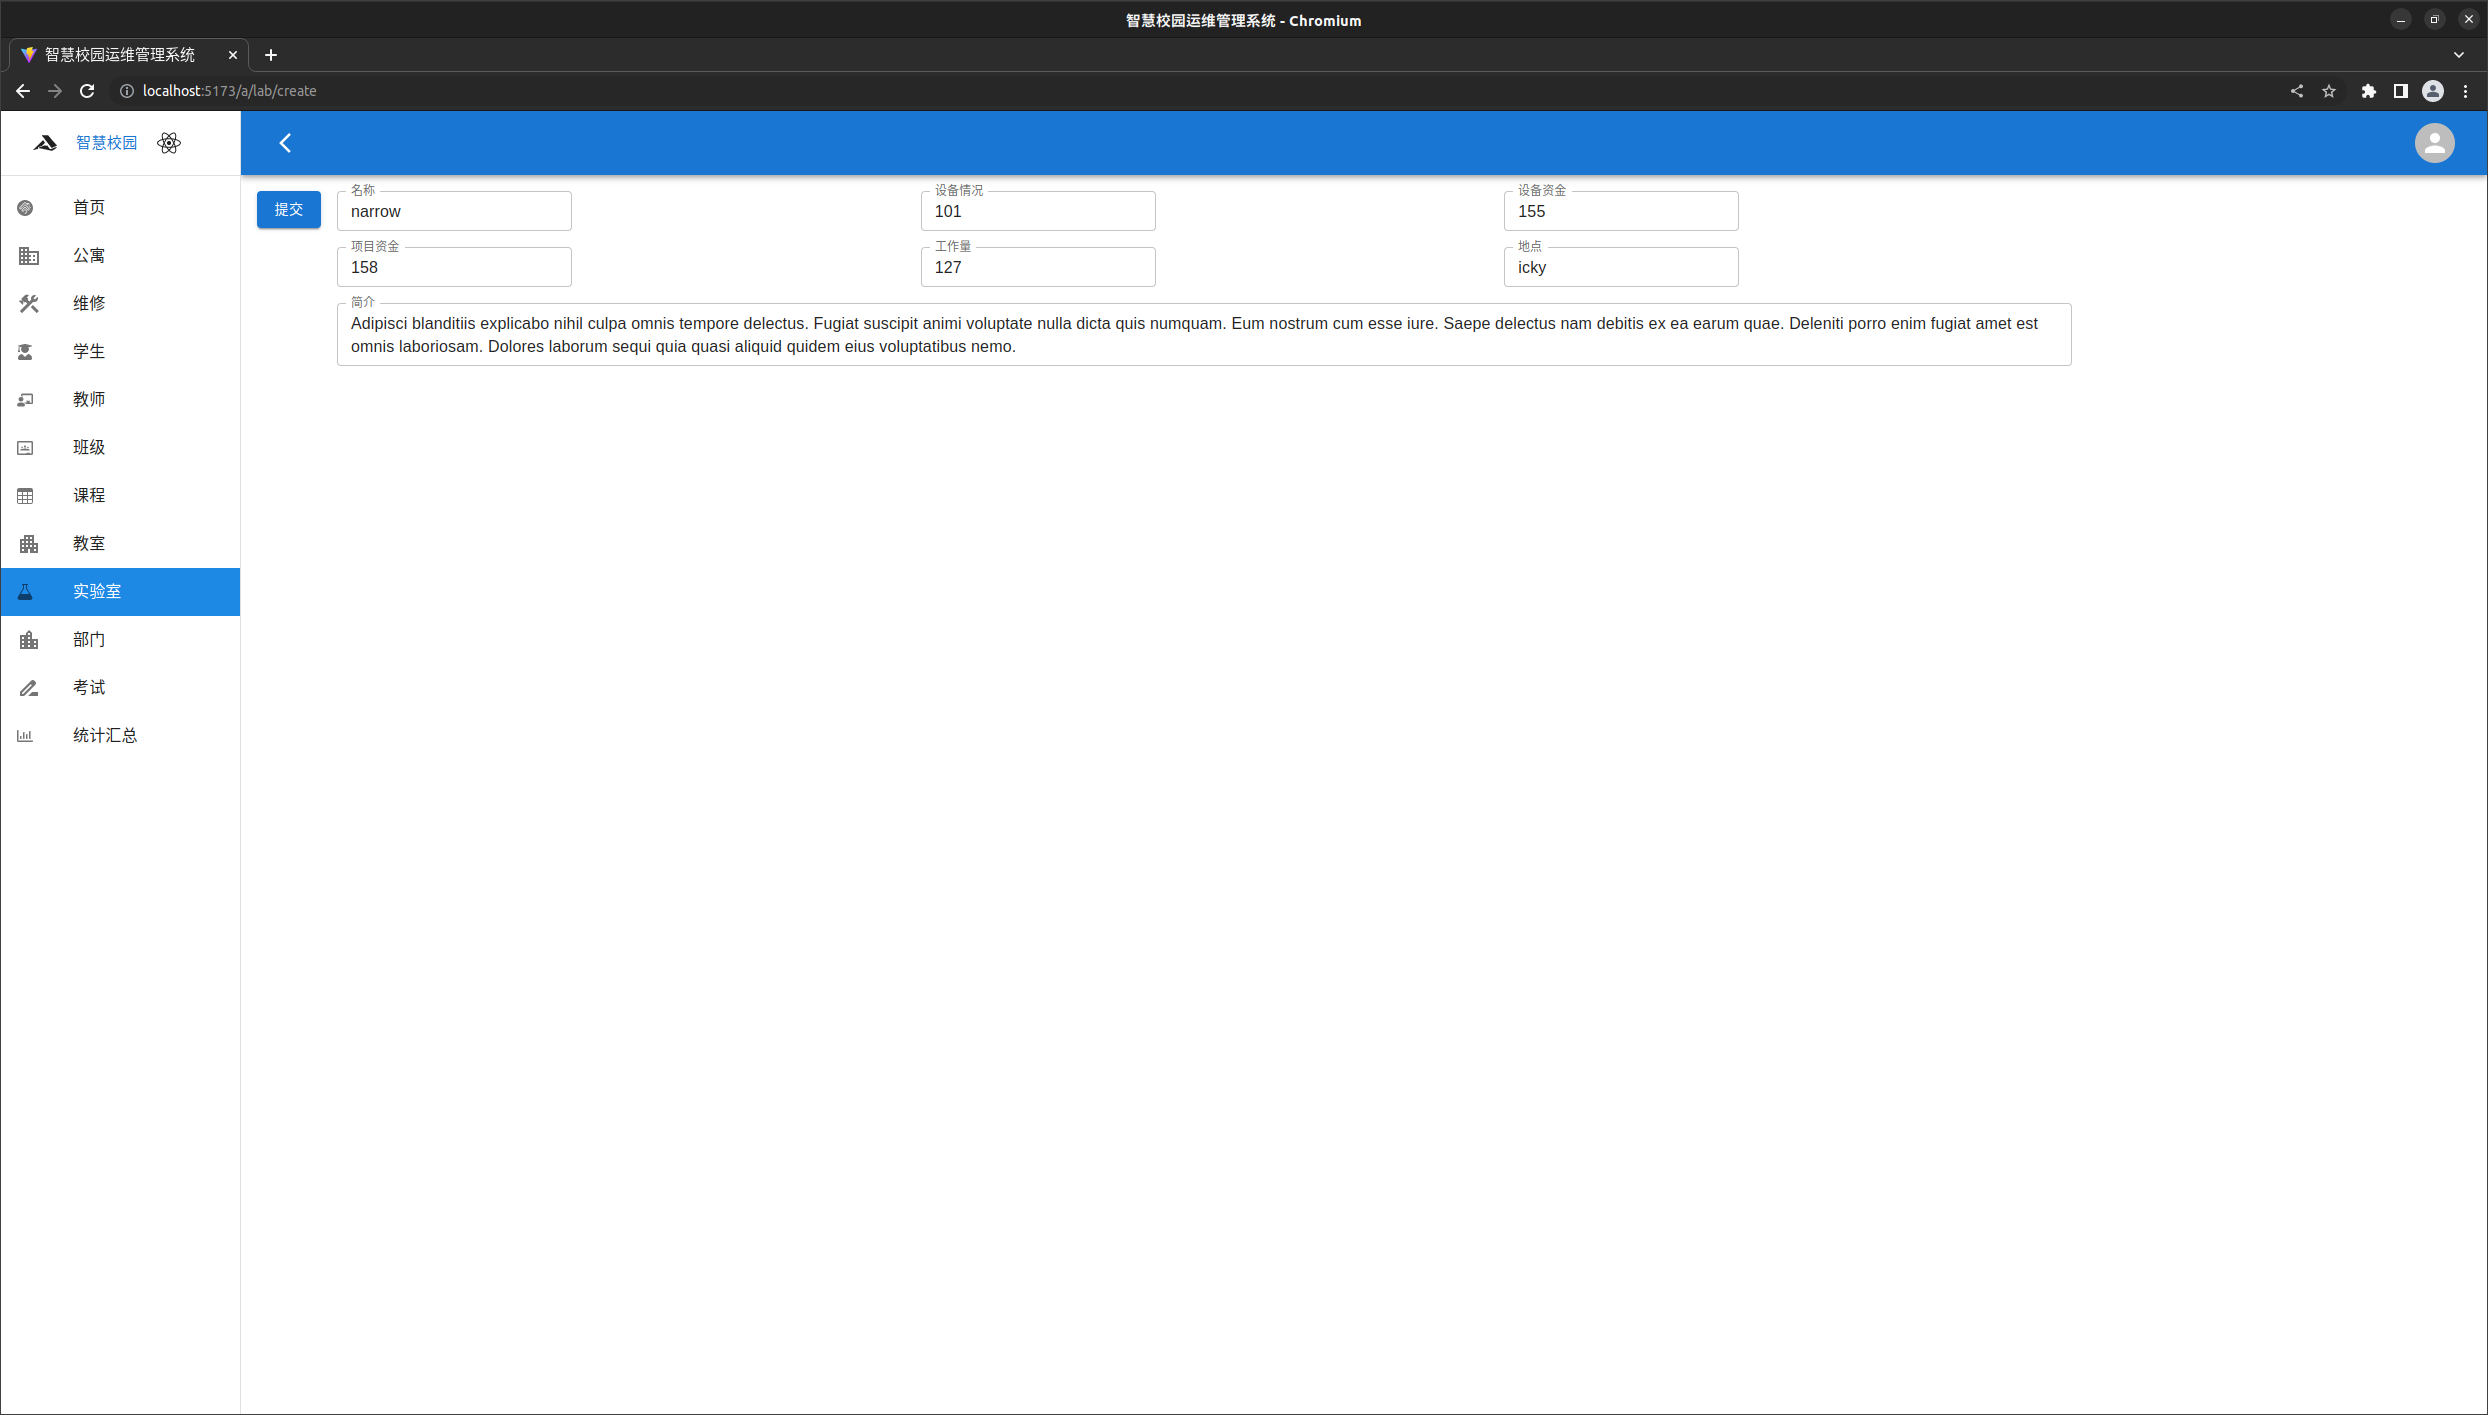 智慧校园运维管理系统 - Chromium
智慧校园运维管理系统
localhost:5173/a/lab/create
智慧校园
首页
公寓
维修
学生
教师
班级
课程
教室
实验室
部门
考试
统计汇总
提交
名称
narrow
设备情况
101
设备资金
155
项目资金
158
工作量
127
地点
icky
简介
Adipisci blanditiis explicabo nihil culpa omnis tempore delectus. Fugiat suscipit animi voluptate nulla dicta quis numquam. Eum nostrum cum esse iure. Saepe delectus nam debitis ex ea earum quae. Deleniti porro enim fugiat amet est
omnis laboriosam. Dolores laborum sequi quia quasi aliquid quidem eius voluptatibus nemo.